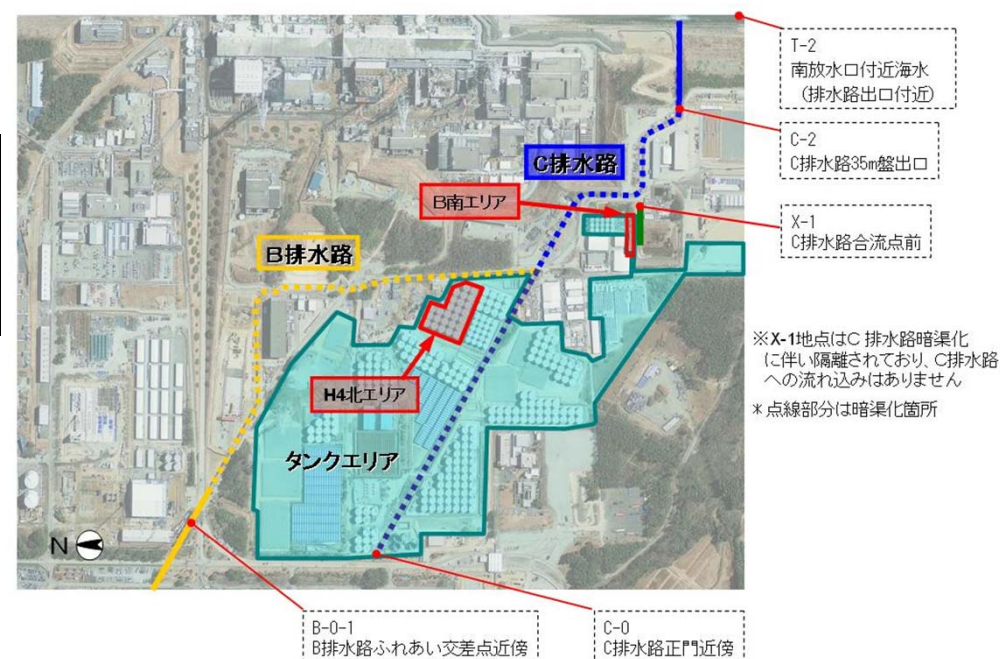 T-2
南放水口付近海水
(排水路出口付近)
C-2
C排水路35m盤出口
C排水路
B南エリア
X-1
C排水路合流点前
B排水路
※X-1地点はC 排水路暗渠化
に伴い隔離されており、C排水路
への流れ込みはありません
H4北エリア
*点線部分は暗渠化箇所
タンクエリア
N
B-0-1
B排水路ふれあい交差点近傍
C-0
C排水路正門近傍